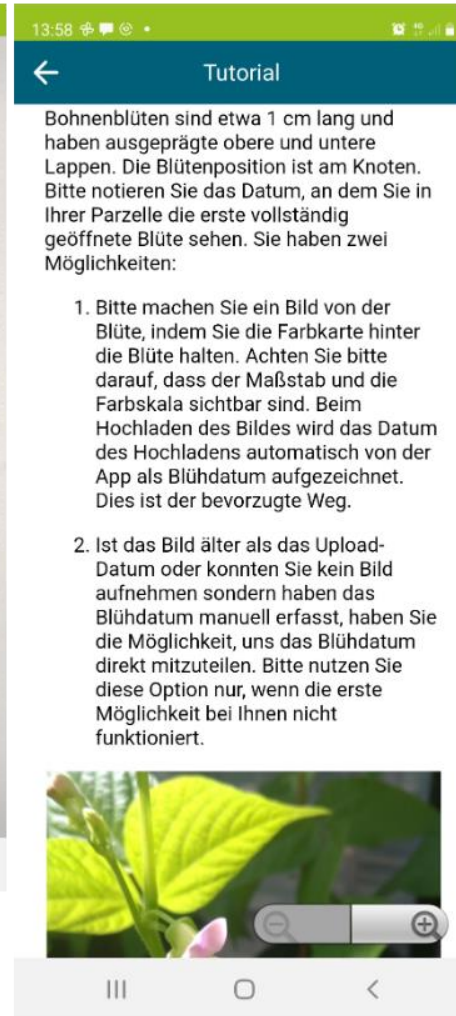 13:58
Tutorial
Bohnenblüten sind etwa 1 cm lang und
haben ausgeprägte obere und untere
Lappen. Die Blütenposition ist am Knoten.
Bitte notieren Sie das Datum, an dem Sie in
Ihrer Parzelle die erste vollständig
geöffnete Blüte sehen. Sie haben zwei
Möglichkeiten:
1. Bitte machen Sie ein Bild von der
Blüte, indem Sie die Farbkarte hinter
die Blüte halten. Achten Sie bitte
darauf, dass der Maßstab und die
Farbskala sichtbar sind. Beim
Hochladen des Bildes wird das Datum
des Hochladens automatisch von der
App als Blühdatum aufgezeichnet.
Dies ist der bevorzugte Weg.
2. Ist das Bild älter als das Upload-
Datum oder konnten Sie kein Bild
aufnehmen sondern haben das
Blühdatum manuell erfasst, haben Sie
die Möglichkeit, uns das Blühdatum
direkt mitzuteilen. Bitte nutzen Sie
diese Option nur, wenn die erste
Möglichkeit bei Ihnen nicht
funktioniert.